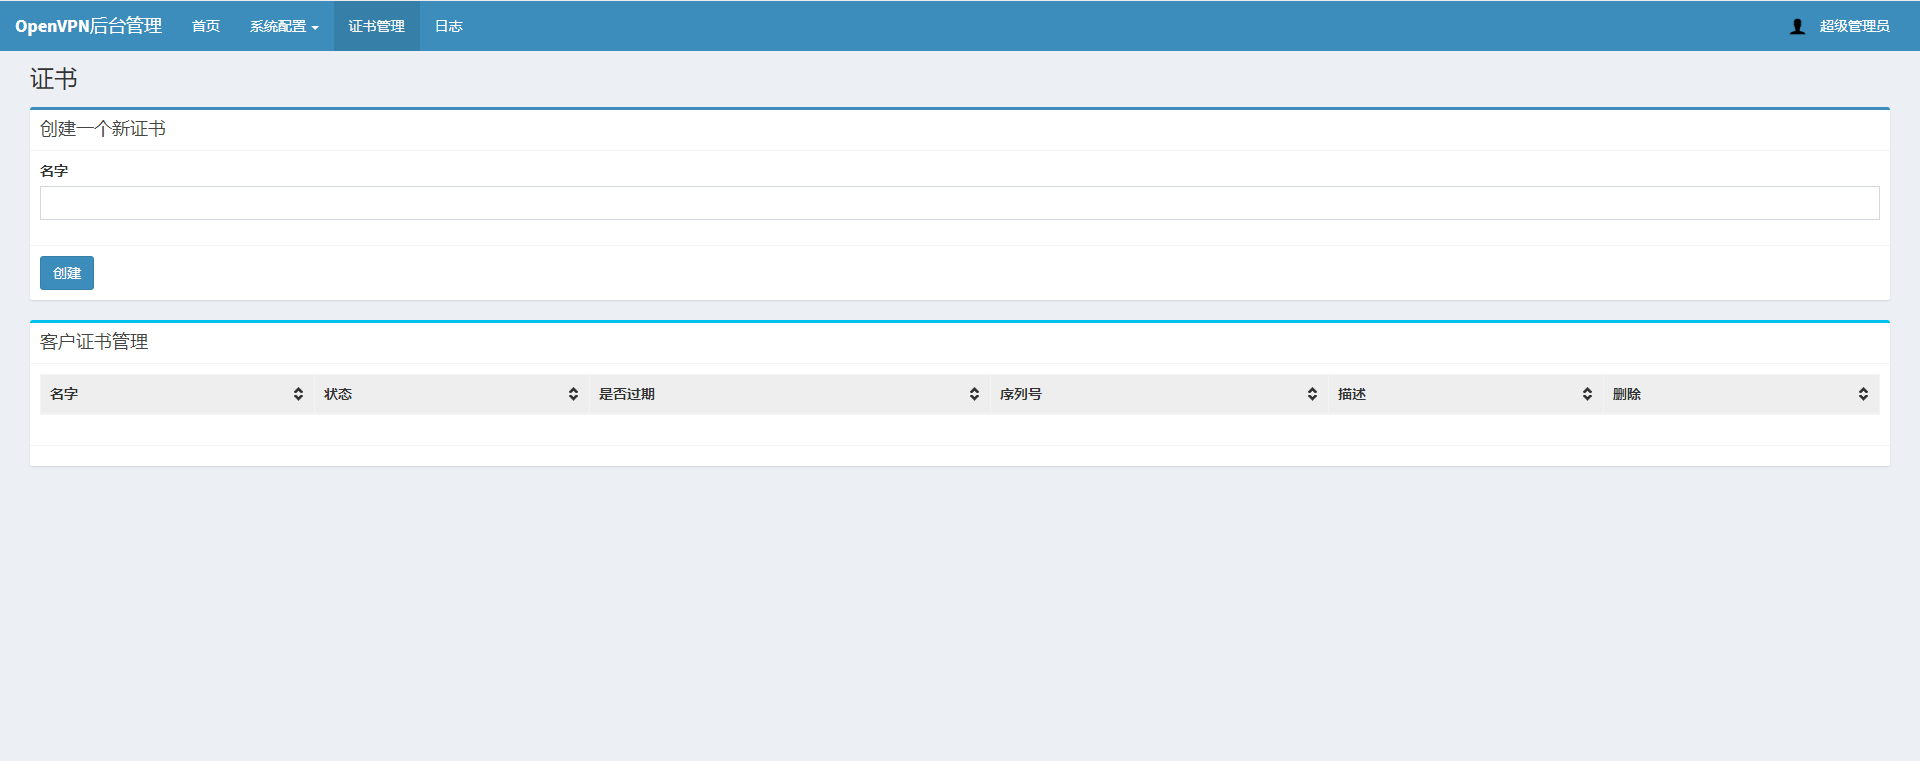 OpenVPN后台管理 首页 系统配置 证书管理 日志 超级管理员
证书
创建一个新证书
名字
创建
客户证书管理
名字 状态 是否过期 序列号 描述 删除